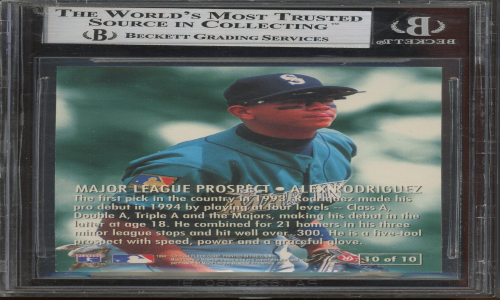 THE WORLD'S MOST TRUSTED
SOURCE IN COLLECTING™
BECKETT GRADING SERVICES
BECKETT
MAJOR LEAGUE PROSPECT • ALEX RODRIGUEZ
The first pick in the country in 1993, Rodriguez made his
pro debut in 1994 by playing at four levels -- Class A,
Double A, Triple A and the Majors, making his debut in the
latter at age 18. He combined for 21 homers in his three
minor league stops and hit well over .300. He is a five-tool
prospect with speed, power and a graceful glove.
10 of 10